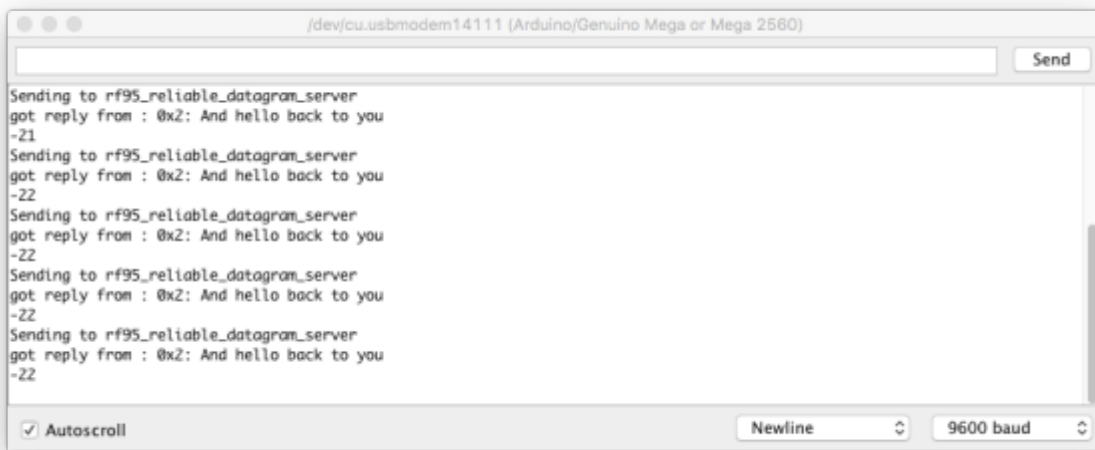 /dev/cu.usbmodem14111 (Arduino/Genuino Mega or Mega 2560)
Send
Sending to rf95_reliable_datagram_server
got reply from : 0x2: And hello back to you
-21
Sending to rf95_reliable_datagram_server
got reply from : 0x2: And hello back to you
-22
Sending to rf95_reliable_datagram_server
got reply from : 0x2: And hello back to you
-22
Sending to rf95_reliable_datagram_server
got reply from : 0x2: And hello back to you
-22
Sending to rf95_reliable_datagram_server
got reply from : 0x2: And hello back to you
-22
Autoscroll
Newline
9600 baud